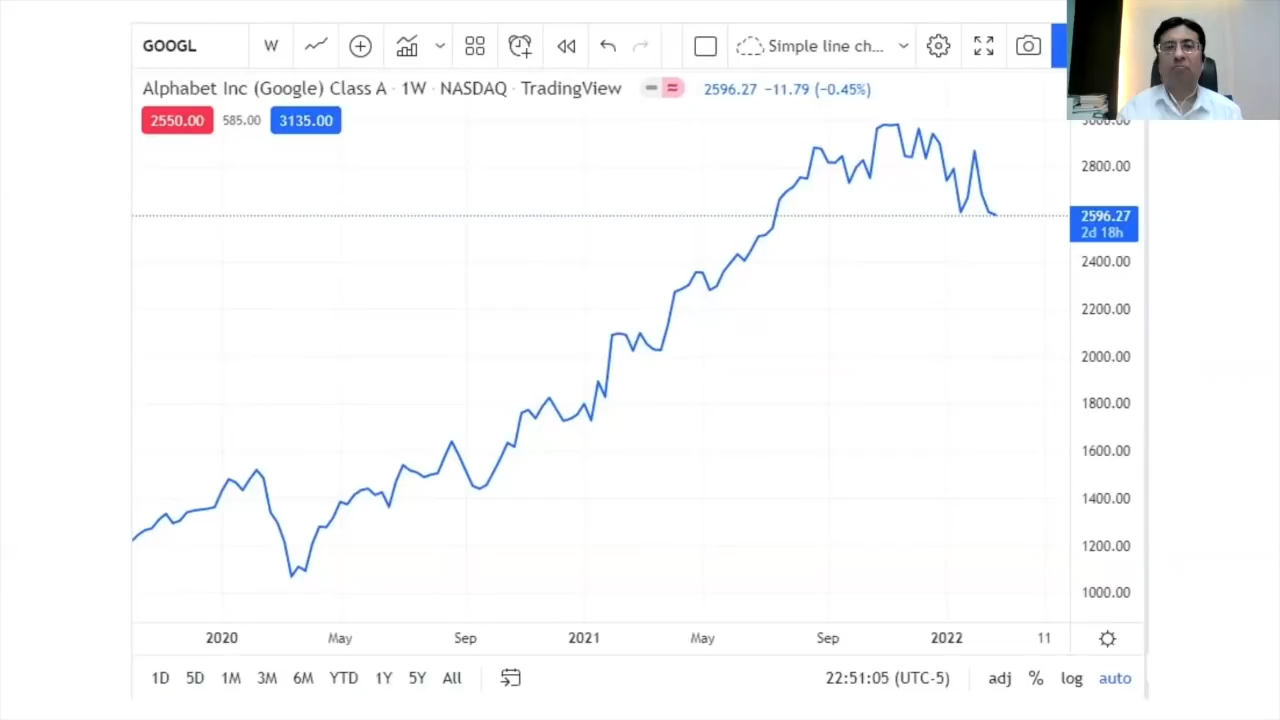 GOOGL W Simple line ch...
Alphabet Inc (Google) Class A · 1W · NASDAQ · TradingView 2596.27 −11.79 (−0.45%)
2550.00 585.00 3135.00
3000.00
2800.00
2596.27
2d 18h
2400.00
2200.00
2000.00
1800.00
1600.00
1400.00
1200.00
1000.00
2020 May Sep 2021 May Sep 2022 11
1D 5D 1M 3M 6M YTD 1Y 5Y All 22:51:05 (UTC-5) adj % log auto